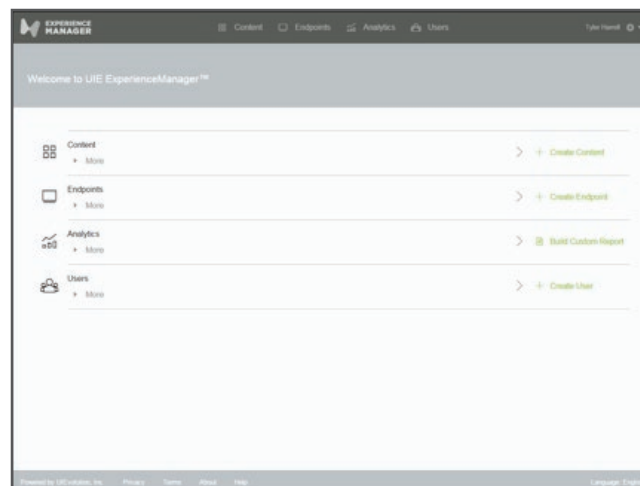 EXPERIENCE
MANAGER
Content Endpoints Analytics Users
Tyler Harrell
Welcome to UIE ExperienceManager™
Content
More
+ Create Content
Endpoints
More
+ Create Endpoint
Analytics
More
Build Custom Report
Users
More
+ Create User
Powered by UIEvolution, Inc. Privacy Terms About Help
Language: